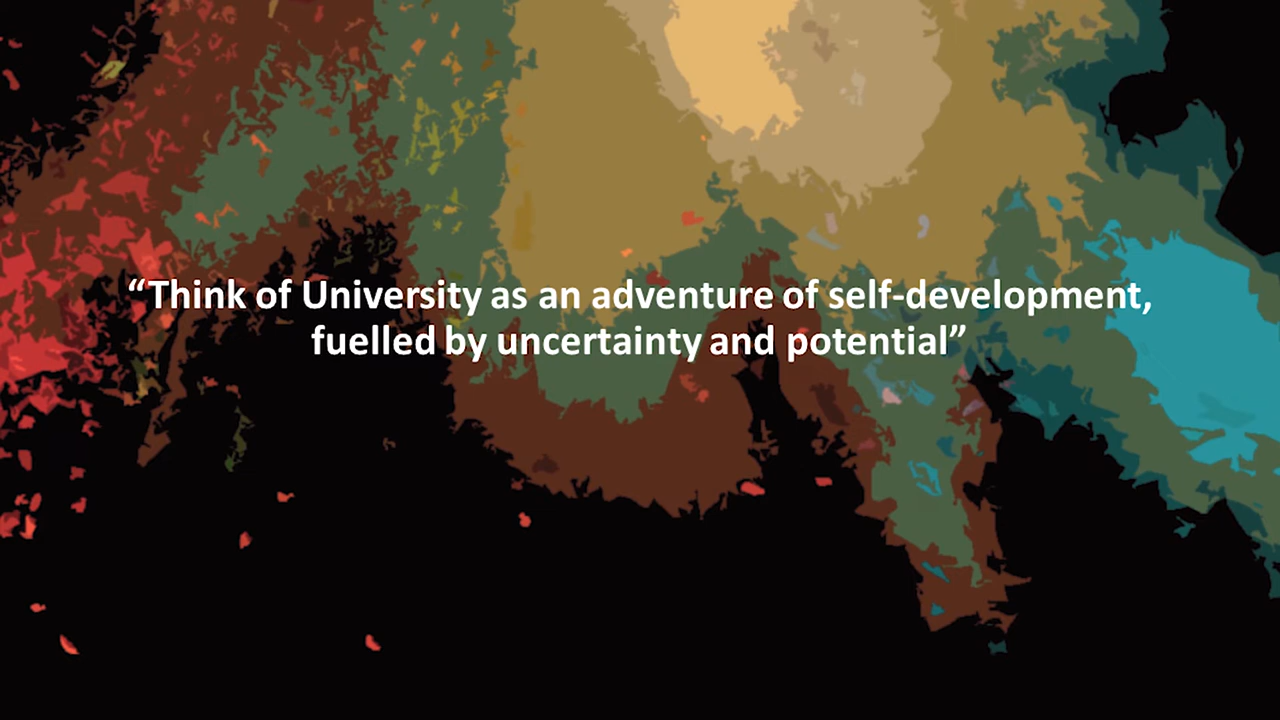 “Think of University as an adventure of self-development,
fuelled by uncertainty and potential”